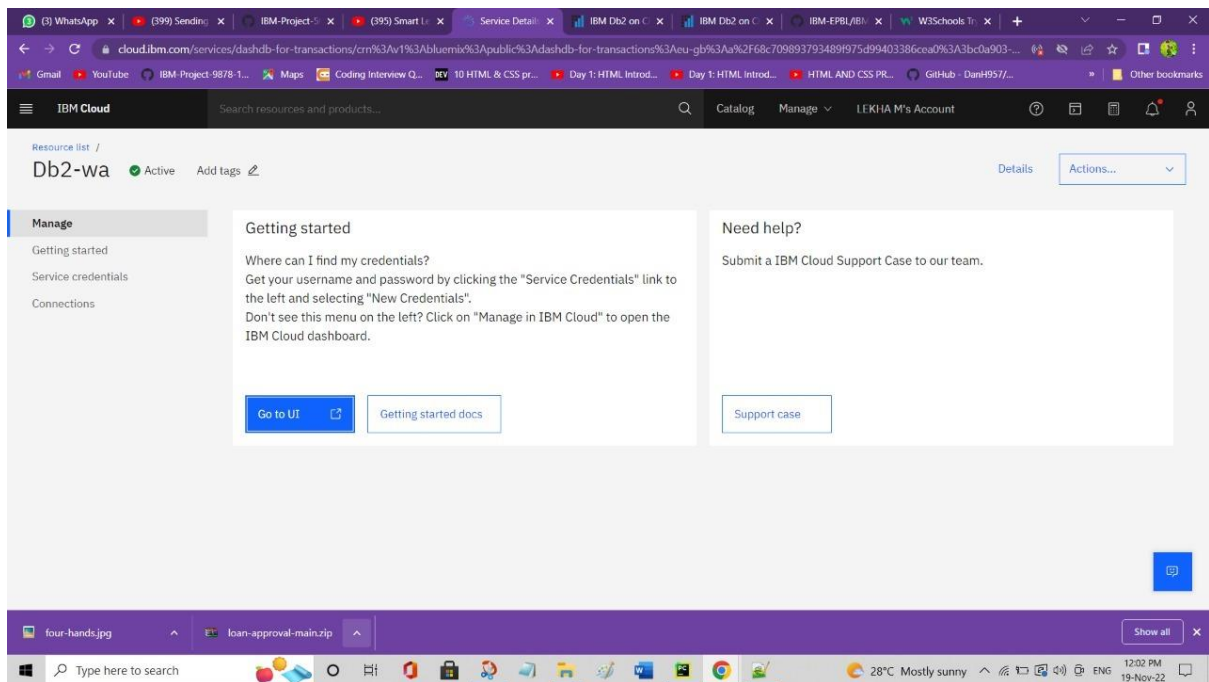 (3) WhatsApp
(399) Sending
IBM-Project-5
(395) Smart Le
Service Details
IBM Db2 on C
IBM Db2 on C
IBM-EPBL/IBM
W3Schools Try
cloud.ibm.com/services/dashdb-for-transactions/crn%3Av1%3Abluemix%3Apublic%3Adashdb-for-transactions%3Aeu-gb%3Aa%2F68c709893793489f975d99403386cea0%3A3bc0a903-...
Gmail
YouTube
IBM-Project-9878-1...
Maps
Coding Interview Q...
DEV 10 HTML & CSS pr...
Day 1: HTML Introd...
Day 1: HTML Introd...
HTML AND CSS PR...
GitHub - DanH957/...
»
Other bookmarks
IBM Cloud
Search resources and products...
Catalog
Manage
LEKHA M's Account
Resource list /
Db2-wa
Active
Add tags
Details
Actions...
Manage
Getting started
Service credentials
Connections
Getting started
Where can I find my credentials?
Get your username and password by clicking the "Service Credentials" link to
the left and selecting "New Credentials".
Don't see this menu on the left? Click on "Manage in IBM Cloud" to open the
IBM Cloud dashboard.
Go to UI
Getting started docs
Need help?
Submit a IBM Cloud Support Case to our team.
Support case
four-hands.jpg
loan-approval-main.zip
Show all
Type here to search
28°C Mostly sunny
ENG
12:02 PM
19-Nov-22